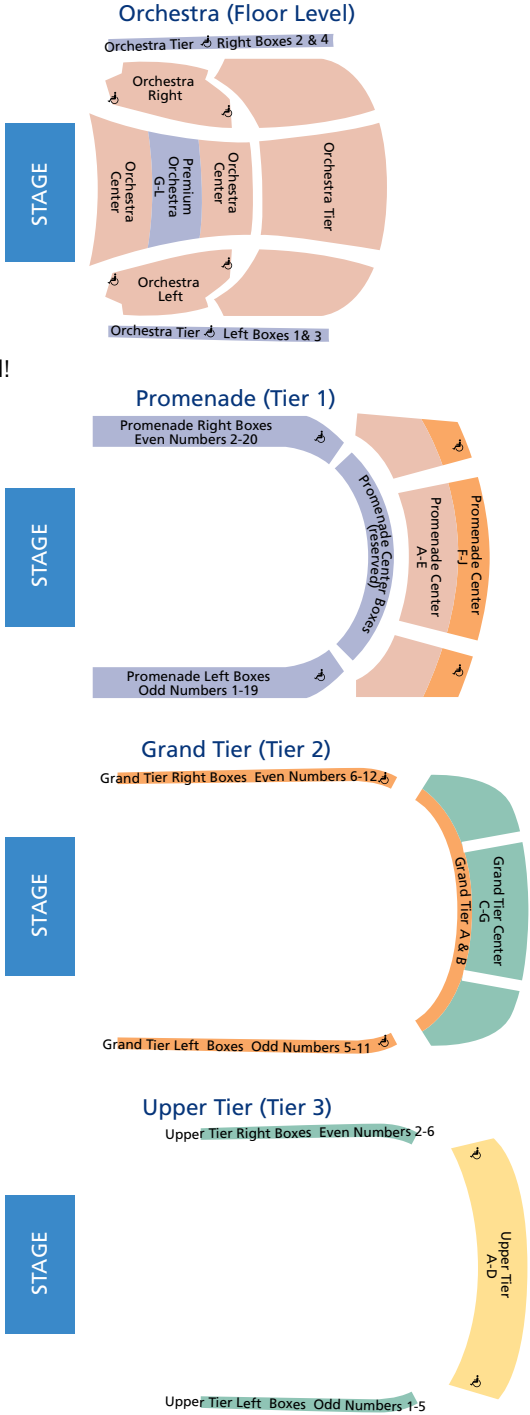 Orchestra (Floor Level)
Orchestra Tier Right Boxes 2 & 4
Orchestra
Right
STAGE
Orchestra
Center
Premium
Orchestra
G-L
Orchestra
Center
Orchestra Tier
Orchestra
Left
Orchestra Tier Left Boxes 1& 3
!
Promenade (Tier 1)
Promenade Right Boxes
Even Numbers 2-20
STAGE
Promenade Center Boxes
(reserved)
Promenade Center
A-E
Promenade Center
F-J
Promenade Left Boxes
Odd Numbers 1-19
Grand Tier (Tier 2)
Grand Tier Right Boxes Even Numbers 6-12
STAGE
Grand Tier A & B
Grand Tier Center
C-G
Grand Tier Left Boxes Odd Numbers 5-11
Upper Tier (Tier 3)
Upper Tier Right Boxes Even Numbers 2-6
STAGE
Upper Tier
A-D
Upper Tier Left Boxes Odd Numbers 1-5